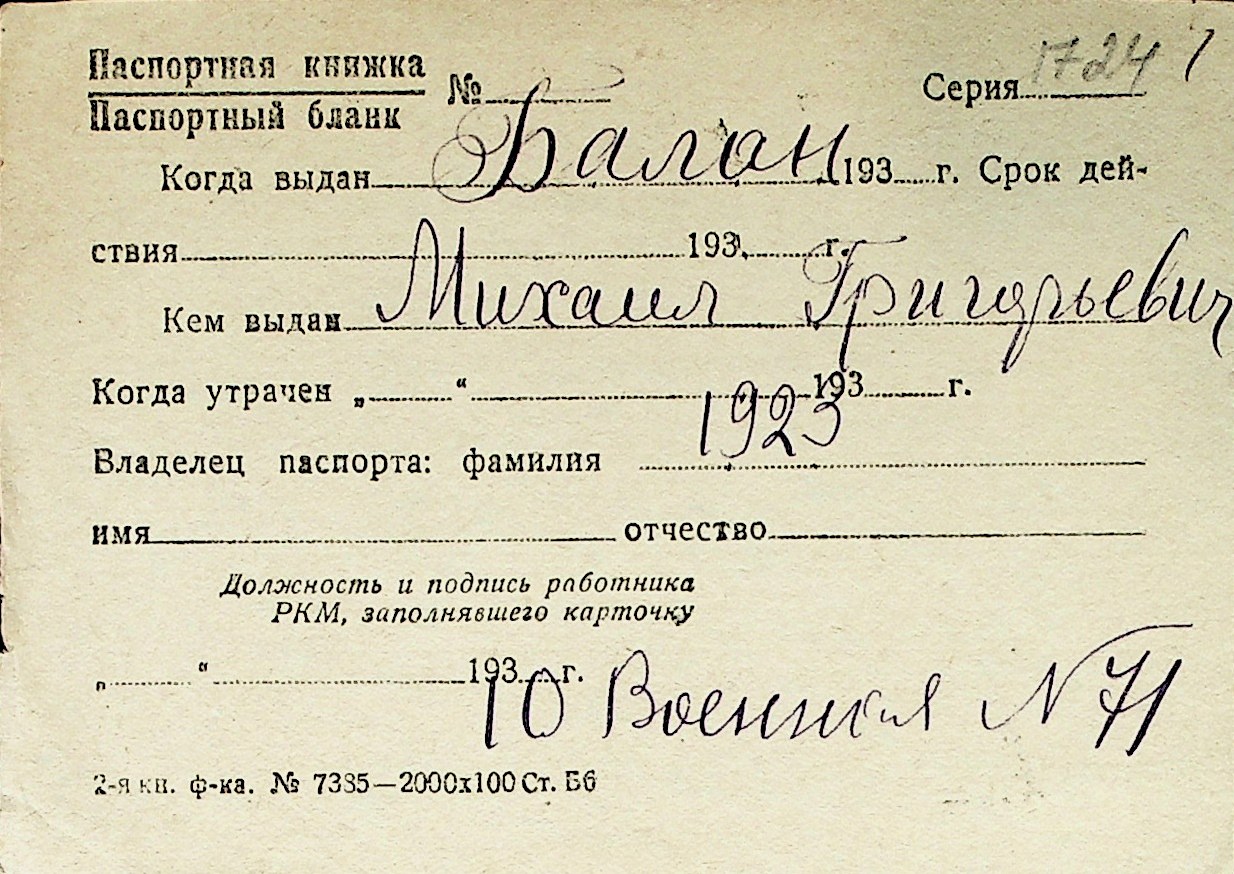 Паспортная книжка
Паспортный бланк
№
Серия 1724 1
Балан
Когда выдан 193 г. Срок дей-
ствия 193 г.
Михаил Григорьевич
Кем выдан
Когда утрачен „ “ 193 г.
1923
Владелец паспорта: фамилия
имя отчество
Должность и подпись работника
РКМ, заполнявшего карточку
„ “ 193 г.
10 Военная N 71
2-я кн. ф-ка. № 7385—2000х100 Ст. Б6